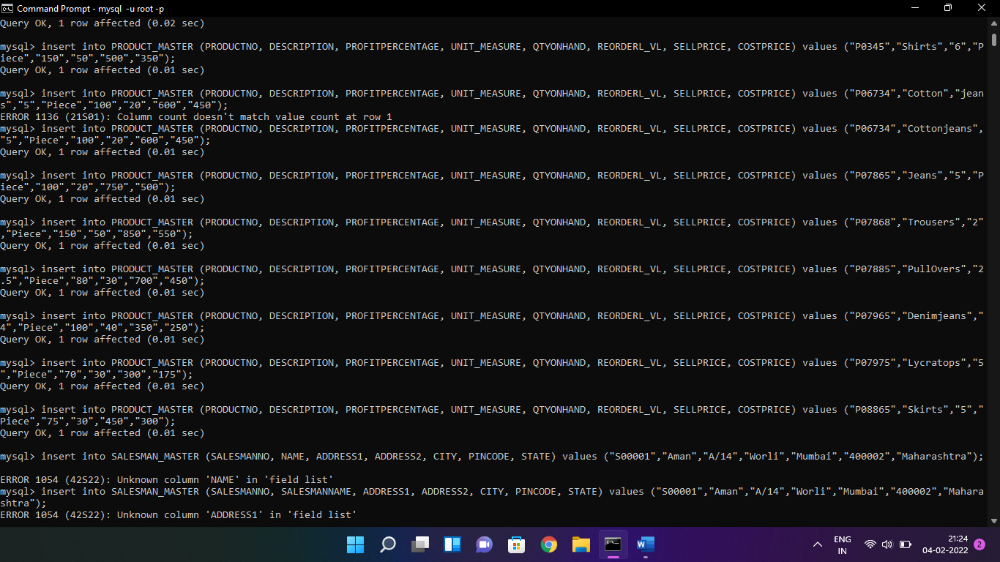 Command Prompt - mysql  -u root -p
Query OK, 1 row affected (0.02 sec)
mysql> insert into PRODUCT_MASTER (PRODUCTNO, DESCRIPTION, PROFITPERCENTAGE, UNIT_MEASURE, QTYONHAND, REORDERL_VL, SELLPRICE, COSTPRICE) values ("P0345","Shirts","6","P
iece","150","50","500","350");
Query OK, 1 row affected (0.01 sec)
mysql> insert into PRODUCT_MASTER (PRODUCTNO, DESCRIPTION, PROFITPERCENTAGE, UNIT_MEASURE, QTYONHAND, REORDERL_VL, SELLPRICE, COSTPRICE) values ("P06734","Cotton","jean
s","5","Piece","100","20","600","450");
ERROR 1136 (21S01): Column count doesn't match value count at row 1
mysql> insert into PRODUCT_MASTER (PRODUCTNO, DESCRIPTION, PROFITPERCENTAGE, UNIT_MEASURE, QTYONHAND, REORDERL_VL, SELLPRICE, COSTPRICE) values ("P06734","Cottonjeans",
"5","Piece","100","20","600","450");
Query OK, 1 row affected (0.01 sec)
mysql> insert into PRODUCT_MASTER (PRODUCTNO, DESCRIPTION, PROFITPERCENTAGE, UNIT_MEASURE, QTYONHAND, REORDERL_VL, SELLPRICE, COSTPRICE) values ("P07865","Jeans","5","P
iece","100","20","750","500");
Query OK, 1 row affected (0.01 sec)
mysql> insert into PRODUCT_MASTER (PRODUCTNO, DESCRIPTION, PROFITPERCENTAGE, UNIT_MEASURE, QTYONHAND, REORDERL_VL, SELLPRICE, COSTPRICE) values ("P07868","Trousers","2"
,"Piece","150","50","850","550");
Query OK, 1 row affected (0.01 sec)
mysql> insert into PRODUCT_MASTER (PRODUCTNO, DESCRIPTION, PROFITPERCENTAGE, UNIT_MEASURE, QTYONHAND, REORDERL_VL, SELLPRICE, COSTPRICE) values ("P07885","PullOvers","2
.5","Piece","80","30","700","450");
Query OK, 1 row affected (0.01 sec)
mysql> insert into PRODUCT_MASTER (PRODUCTNO, DESCRIPTION, PROFITPERCENTAGE, UNIT_MEASURE, QTYONHAND, REORDERL_VL, SELLPRICE, COSTPRICE) values ("P07965","Denimjeans","
4","Piece","100","40","350","250");
Query OK, 1 row affected (0.01 sec)
mysql> insert into PRODUCT_MASTER (PRODUCTNO, DESCRIPTION, PROFITPERCENTAGE, UNIT_MEASURE, QTYONHAND, REORDERL_VL, SELLPRICE, COSTPRICE) values ("P07975","Lycratops","5
","Piece","70","30","300","175");
Query OK, 1 row affected (0.01 sec)
mysql> insert into PRODUCT_MASTER (PRODUCTNO, DESCRIPTION, PROFITPERCENTAGE, UNIT_MEASURE, QTYONHAND, REORDERL_VL, SELLPRICE, COSTPRICE) values ("P08865","Skirts","5","
Piece","75","30","450","300");
Query OK, 1 row affected (0.01 sec)
mysql> insert into SALESMAN_MASTER (SALESMANNO, NAME, ADDRESS1, ADDRESS2, CITY, PINCODE, STATE) values ("S00001","Aman","A/14","Worli","Mumbai","400002","Maharashtra");
ERROR 1054 (42S22): Unknown column 'NAME' in 'field list'
mysql> insert into SALESMAN_MASTER (SALESMANNO, SALESMANNAME, ADDRESS1, ADDRESS2, CITY, PINCODE, STATE) values ("S00001","Aman","A/14","Worli","Mumbai","400002","Mahara
shtra");
ERROR 1054 (42S22): Unknown column 'ADDRESS1' in 'field list'
ENG
IN
21:24
04-02-2022
2